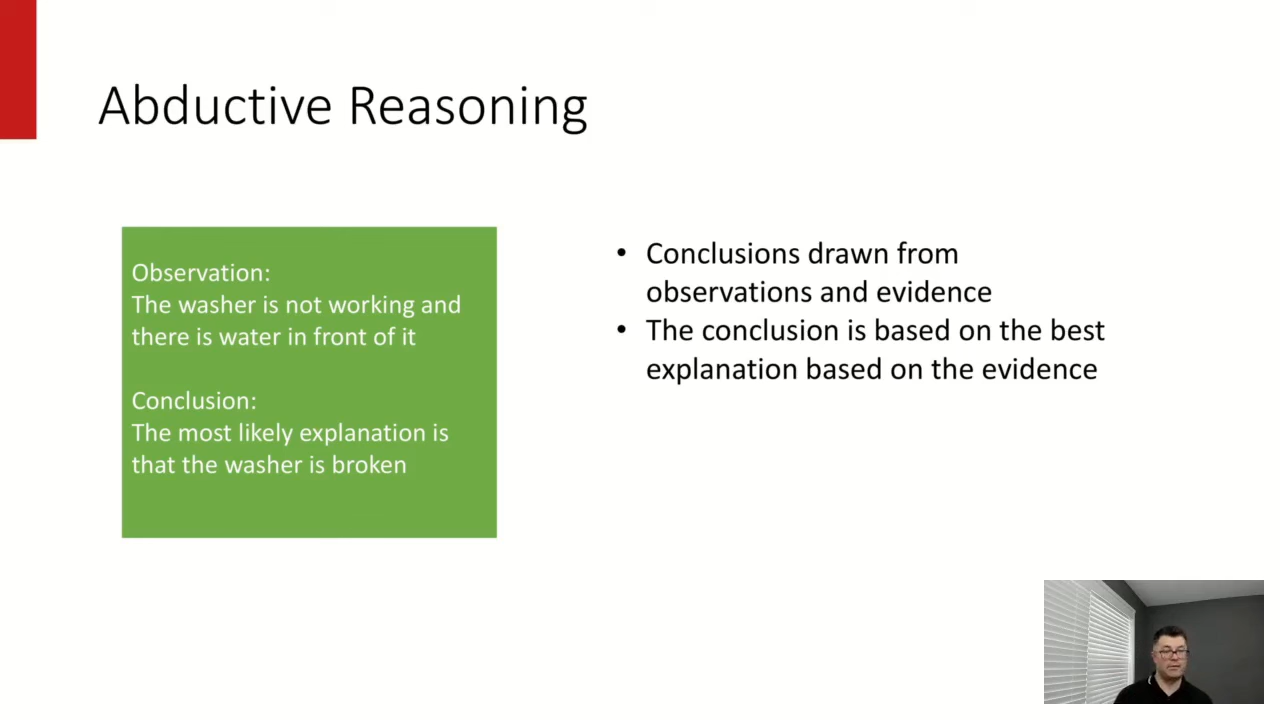 Abductive Reasoning
Observation:
The washer is not working and
there is water in front of it
Conclusion:
The most likely explanation is
that the washer is broken
• Conclusions drawn from
observations and evidence
• The conclusion is based on the best
explanation based on the evidence